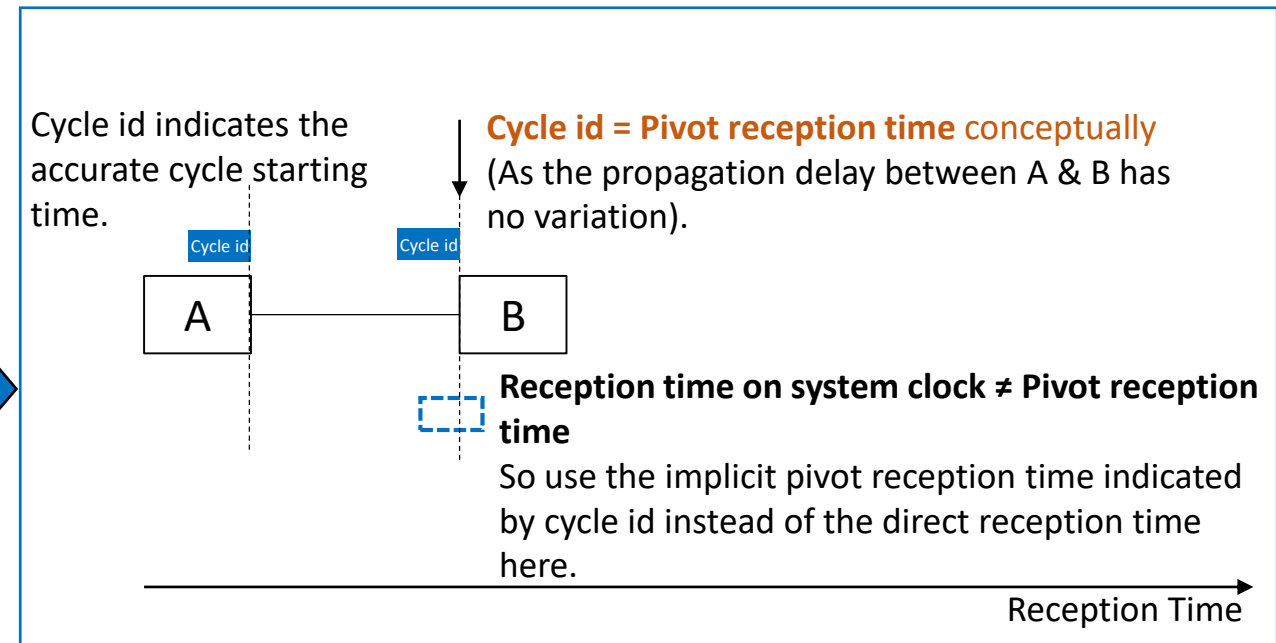 Cycle id indicates the
accurate cycle starting
time.
Cycle id = Pivot reception time conceptually
(As the propagation delay between A & B has
no variation).
Cycle id
Cycle id
A
B
Reception time on system clock ≠ Pivot reception
time
So use the implicit pivot reception time indicated
by cycle id instead of the direct reception time
here.
Reception Time